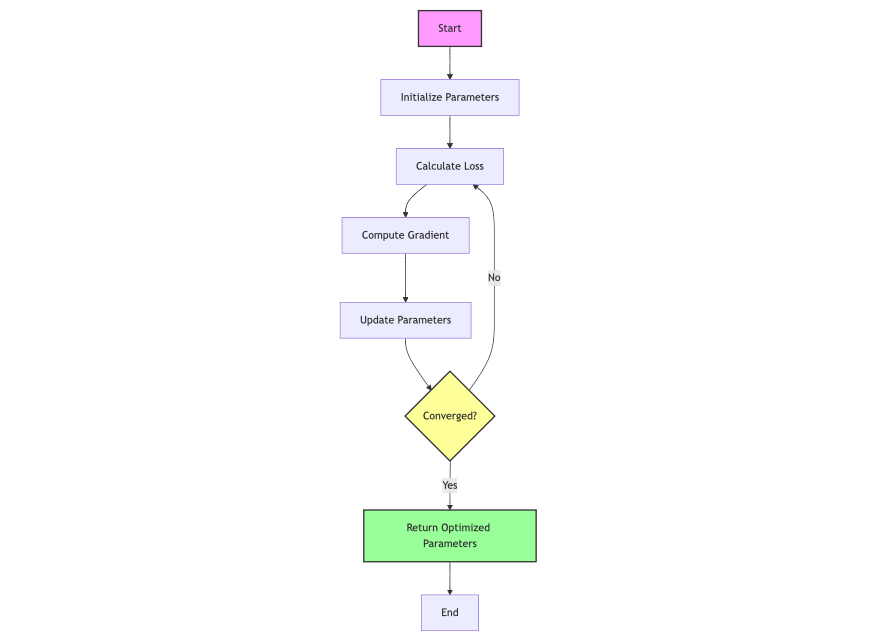 Start
Initialize Parameters
Calculate Loss
Compute Gradient
No
Update Parameters
Converged?
Yes
Return Optimized
Parameters
End